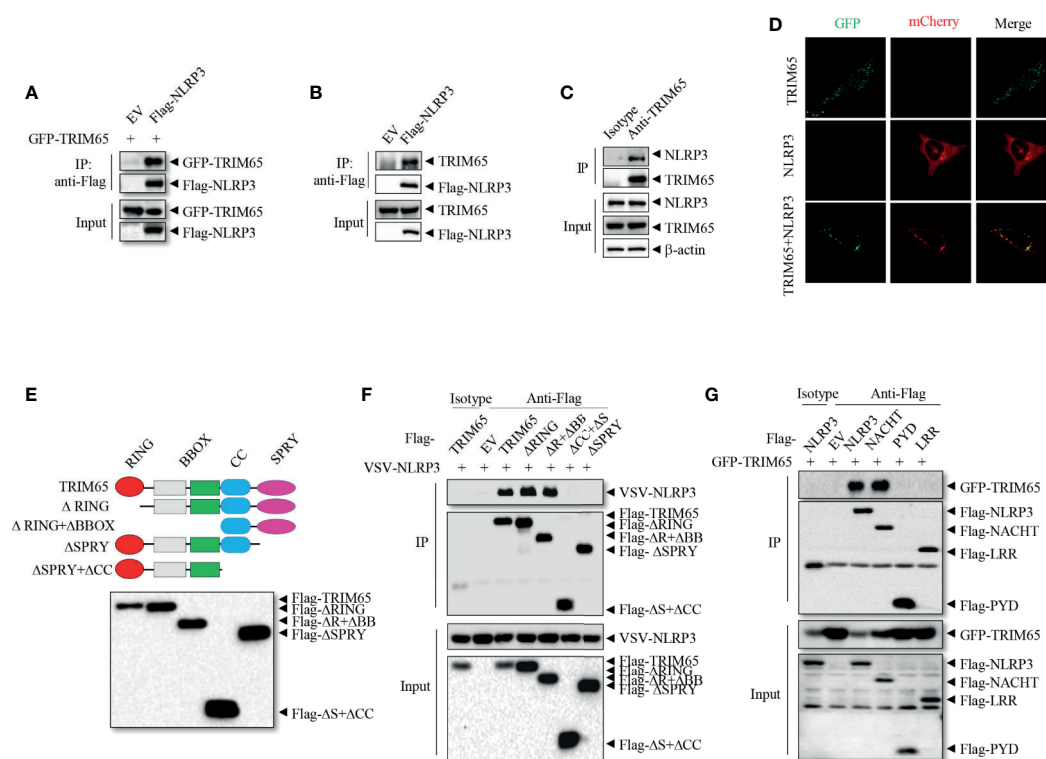 A
EV
Flag-NLRP3
GFP-TRIM65 + +
IP:
anti-Flag
GFP-TRIM65
Flag-NLRP3
Input
GFP-TRIM65
Flag-NLRP3
B
EV
Flag-NLRP3
IP:
anti-Flag
TRIM65
Flag-NLRP3
Input
TRIM65
Flag-NLRP3
C
Isotype
Anti-TRIM65
IP
NLRP3
TRIM65
Input
NLRP3
TRIM65
β-actin
D
GFP mCherry Merge
TRIM65
NLRP3
TRIM65+NLRP3
E
RING BBOX CC SPRY
TRIM65
Δ RING
Δ RING+ΔBBOX
ΔSPRY
ΔSPRY+ΔCC
Flag-TRIM65
Flag-ΔRING
Flag-ΔR+ΔBB
Flag-ΔSPRY
Flag-ΔS+ΔCC
F
Isotype Anti-Flag
Flag- TRIM65 EV TRIM65 ΔRING ΔR+ΔBB ΔCC+ΔS ΔSPRY
VSV-NLRP3 + + + + + + +
IP
VSV-NLRP3
Flag-TRIM65
Flag-ΔRING
Flag-ΔR+ΔBB
Flag- ΔSPRY
Flag-ΔS+ΔCC
Input
VSV-NLRP3
Flag-TRIM65
Flag-ΔRING
Flag-ΔR+ΔBB
Flag- ΔSPRY
Flag-ΔS+ΔCC
G
Isotype Anti-Flag
Flag- NLRP3 EV NLRP3 NACHT PYD LRR
GFP-TRIM65 + + + + + +
IP
GFP-TRIM65
Flag-NLRP3
Flag-NACHT
Flag-LRR
Flag-PYD
Input
GFP-TRIM65
Flag-NLRP3
Flag-NACHT
Flag-LRR
Flag-PYD